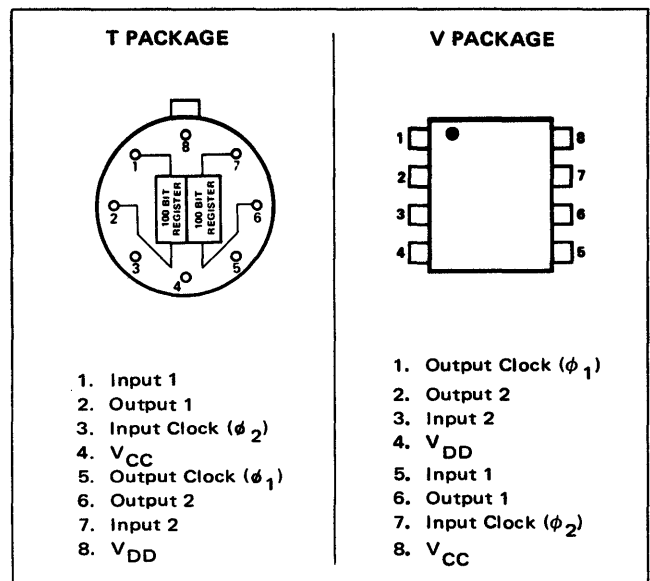 T PACKAGE
8
1
7
100 BIT
REGISTER
100 BIT
REGISTER
2
6
3
5
4
1. Input 1
2. Output 1
3. Input Clock (ϕ2)
4. VCC
5. Output Clock (ϕ1)
6. Output 2
7. Input 2
8. VDD
V PACKAGE
1
8
2
7
3
6
4
5
1. Output Clock (ϕ1)
2. Output 2
3. Input 2
4. VDD
5. Input 1
6. Output 1
7. Input Clock (ϕ2)
8. VCC